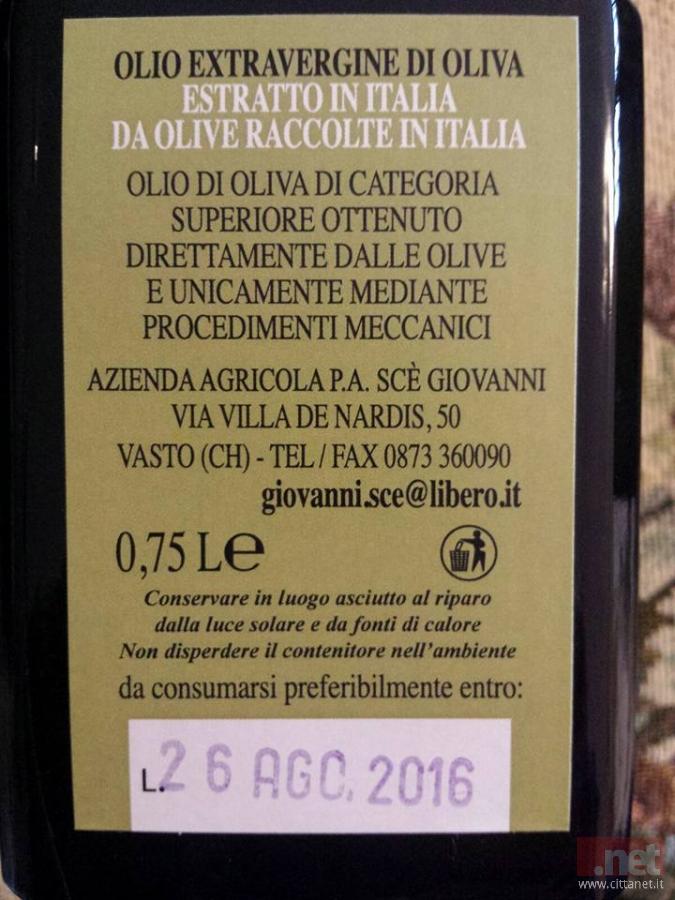 OLIO EXTRAVERGINE DI OLIVA
ESTRATTO IN ITALIA
DA OLIVE RACCOLTE IN ITALIA
OLIO DI OLIVA DI CATEGORIA
SUPERIORE OTTENUTO
DIRETTAMENTE DALLE OLIVE
E UNICAMENTE MEDIANTE
PROCEDIMENTI MECCANICI
AZIENDA AGRICOLA P.A. SCÈ GIOVANNI
VIA VILLA DE NARDIS, 50
VASTO (CH) - TEL / FAX 0873 360090
giovanni.sce@libero.it
0,75 L℮
Conservare in luogo asciutto al riparo
dalla luce solare e da fonti di calore
Non disperdere il contenitore nell'ambiente
da consumarsi preferibilmente entro:
L. 26 AGO. 2016
.net
www.cittanet.it